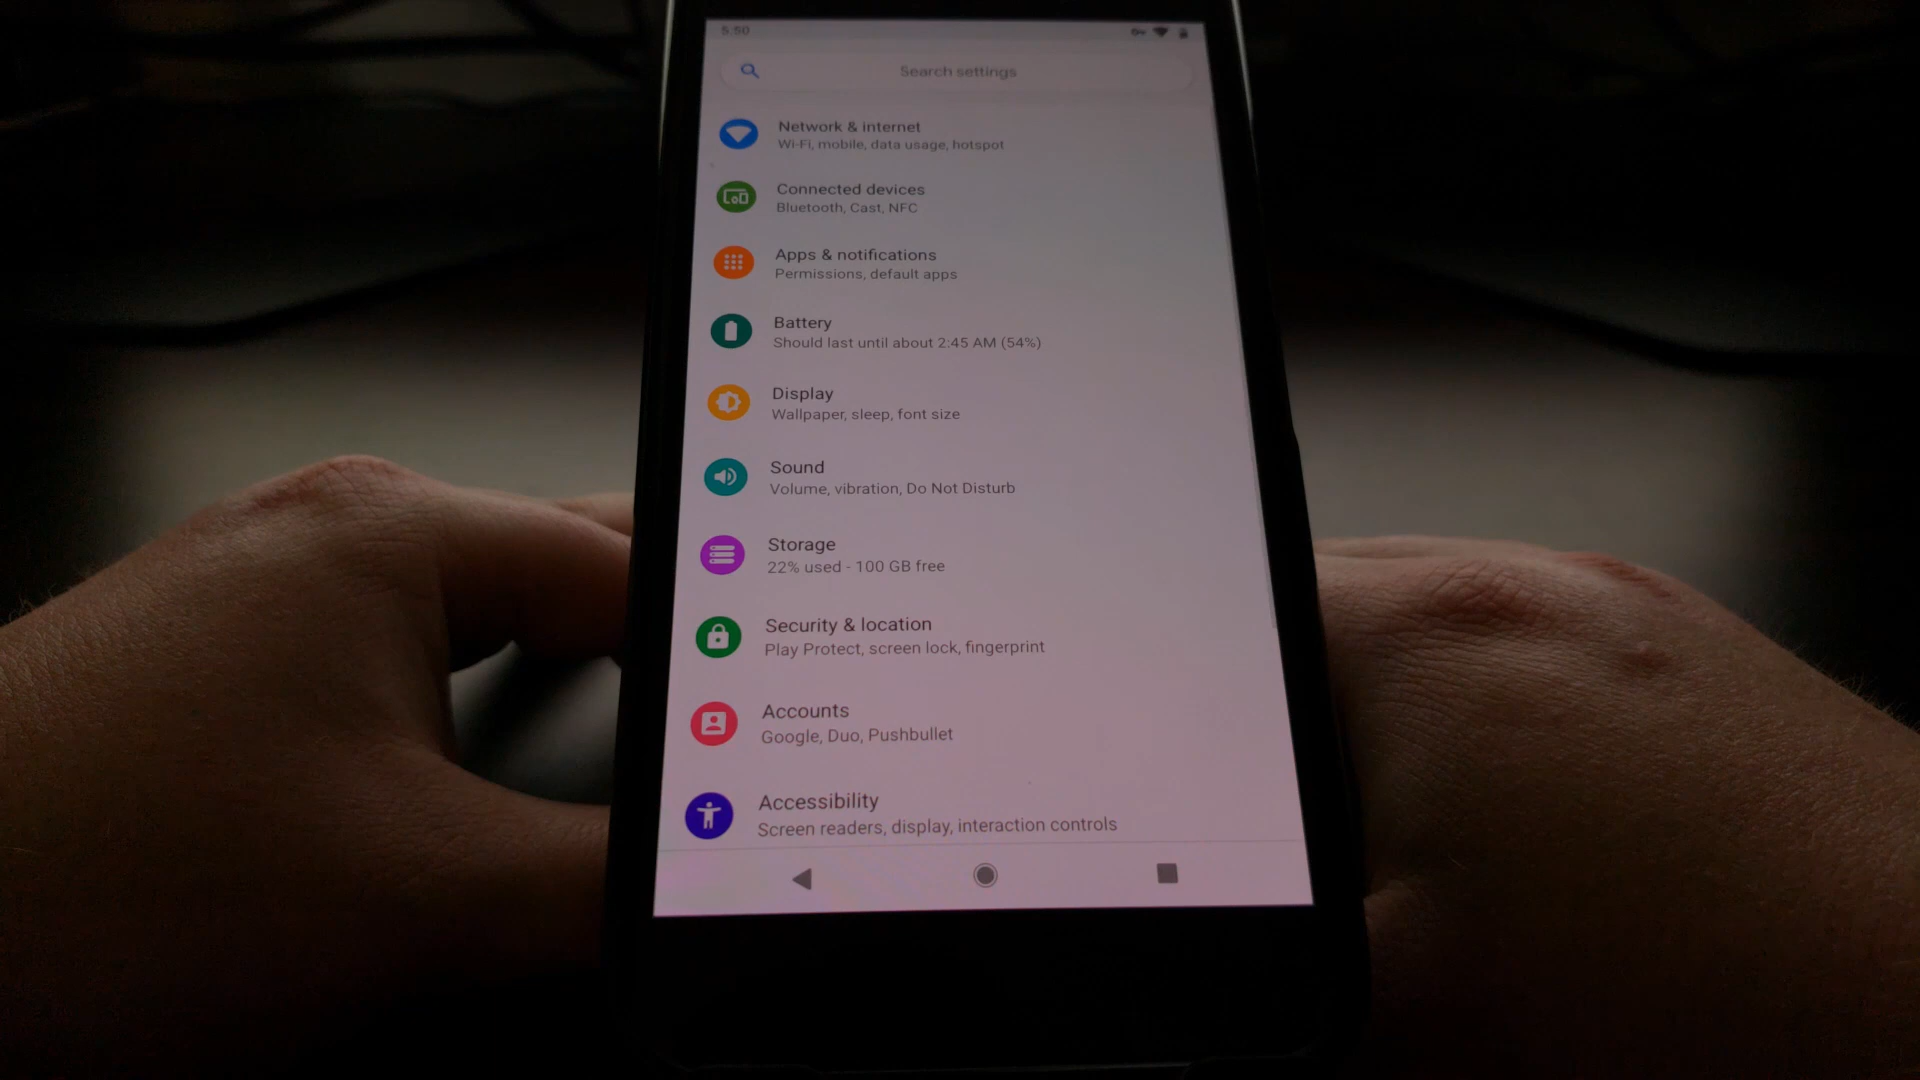 5:50
Search settings
Network & internet
Wi-Fi, mobile, data usage, hotspot
Connected devices
Bluetooth, Cast, NFC
Apps & notifications
Permissions, default apps
Battery
Should last until about 2:45 AM (54%)
Display
Wallpaper, sleep, font size
Sound
Volume, vibration, Do Not Disturb
Storage
22% used - 100 GB free
Security & location
Play Protect, screen lock, fingerprint
Accounts
Google, Duo, Pushbullet
Accessibility
Screen readers, display, interaction controls